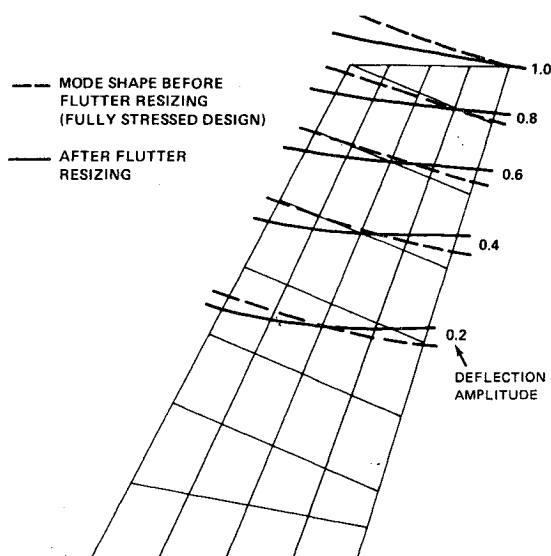 MODE SHAPE BEFORE
FLUTTER RESIZING
(FULLY STRESSED DESIGN)
AFTER FLUTTER
RESIZING
1.0
0.8
0.6
0.4
0.2
DEFLECTION
AMPLITUDE